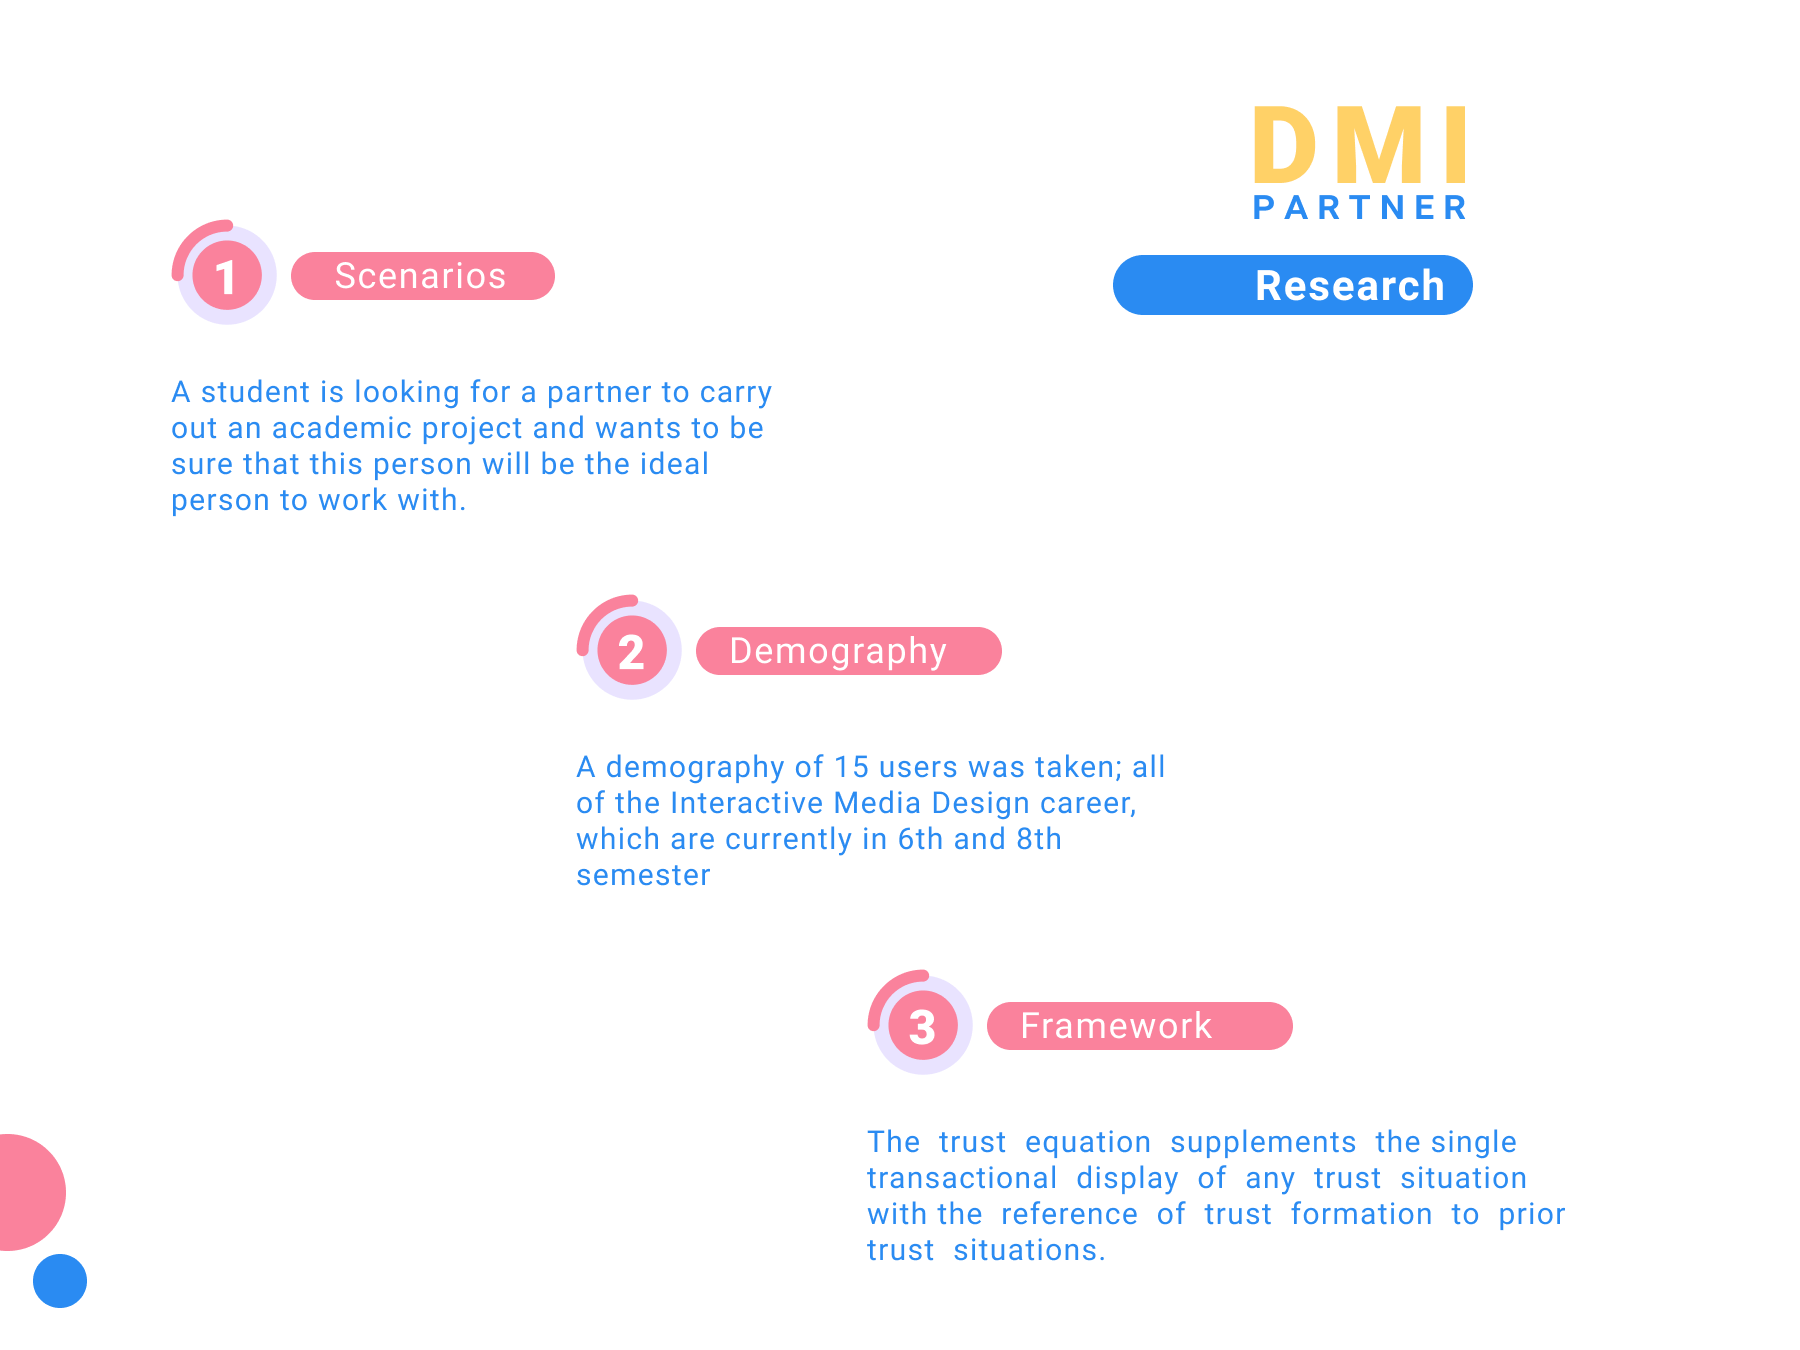 DMI
PARTNER
Research
1
Scenarios
A student is looking for a partner to carry
out an academic project and wants to be
sure that this person will be the ideal
person to work with.
2
Demography
A demography of 15 users was taken; all
of the Interactive Media Design career,
which are currently in 6th and 8th
semester
3
Framework
The trust equation supplements the single
transactional display of any trust situation
with the reference of trust formation to prior
trust situations.